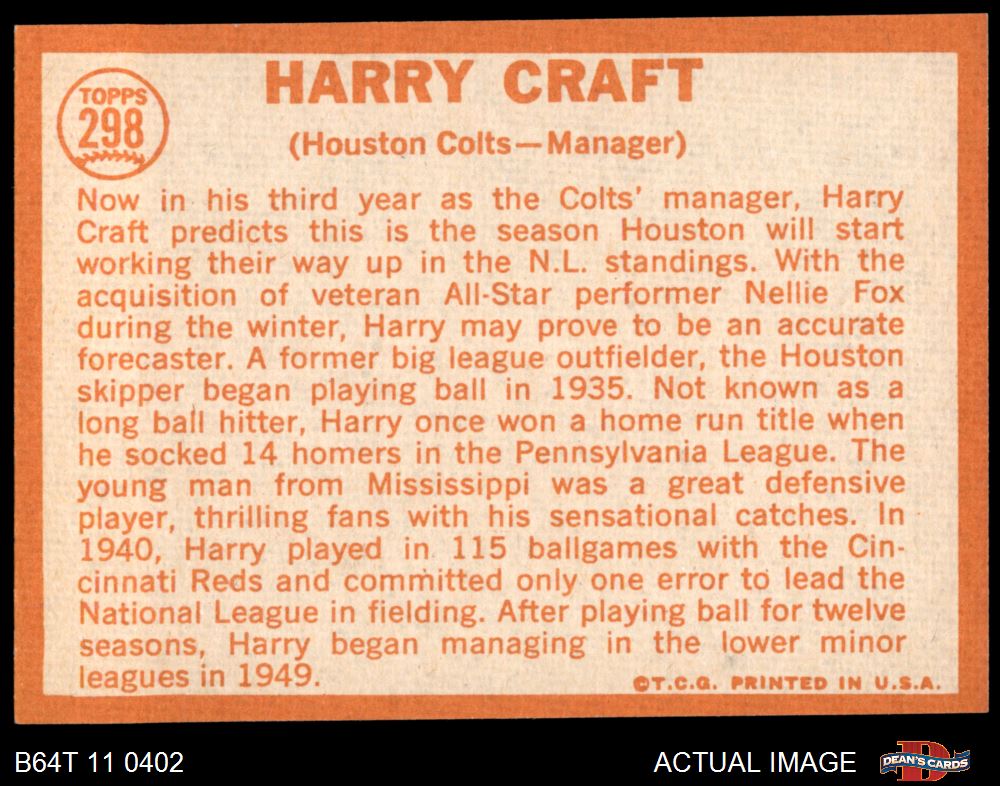 HARRY CRAFT
TOPPS
298
(Houston Colts—Manager)
Now in his third year as the Colts' manager, Harry
Craft predicts this is the season Houston will start
working their way up in the N.L. standings. With the
acquisition of veteran All-Star performer Nellie Fox
during the winter, Harry may prove to be an accurate
forecaster. A former big league outfielder, the Houston
skipper began playing ball in 1935. Not known as a
long ball hitter, Harry once won a home run title when
he socked 14 homers in the Pennsylvania League. The
young man from Mississippi was a great defensive
player, thrilling fans with his sensational catches. In
1940, Harry played in 115 ballgames with the Cin-
cinnati Reds and committed only one error to lead the
National League in fielding. After playing ball for twelve
seasons, Harry began managing in the lower minor
leagues in 1949.
©T.C.G. PRINTED IN U.S.A.
B64T 11 0402
ACTUAL IMAGE
D
DEAN'S CARDS